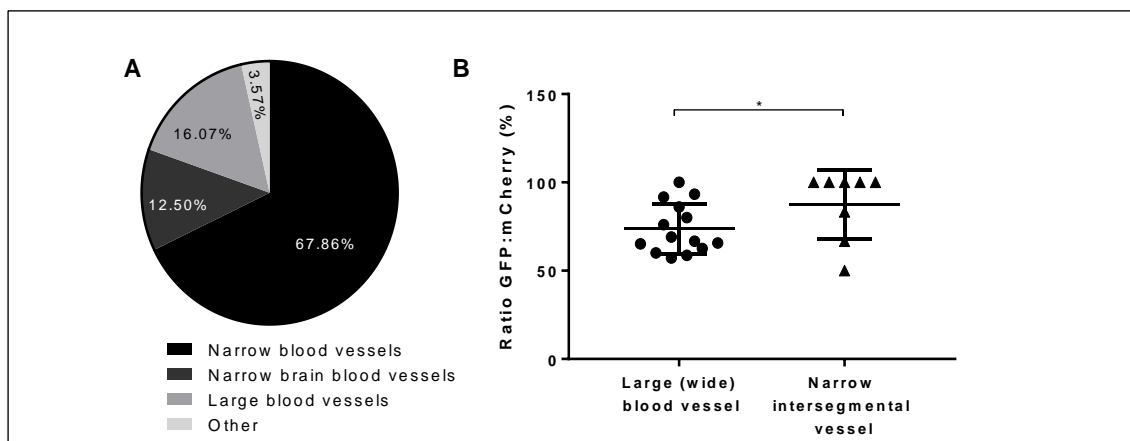 A
3.57%
16.07%
12.50%
67.86%
Narrow blood vessels
Narrow brain blood vessels
Large blood vessels
Other
B
Ratio GFP:mCherry (%)
150
100
50
0
*
Large (wide)
blood vessel
Narrow
intersegmental
vessel